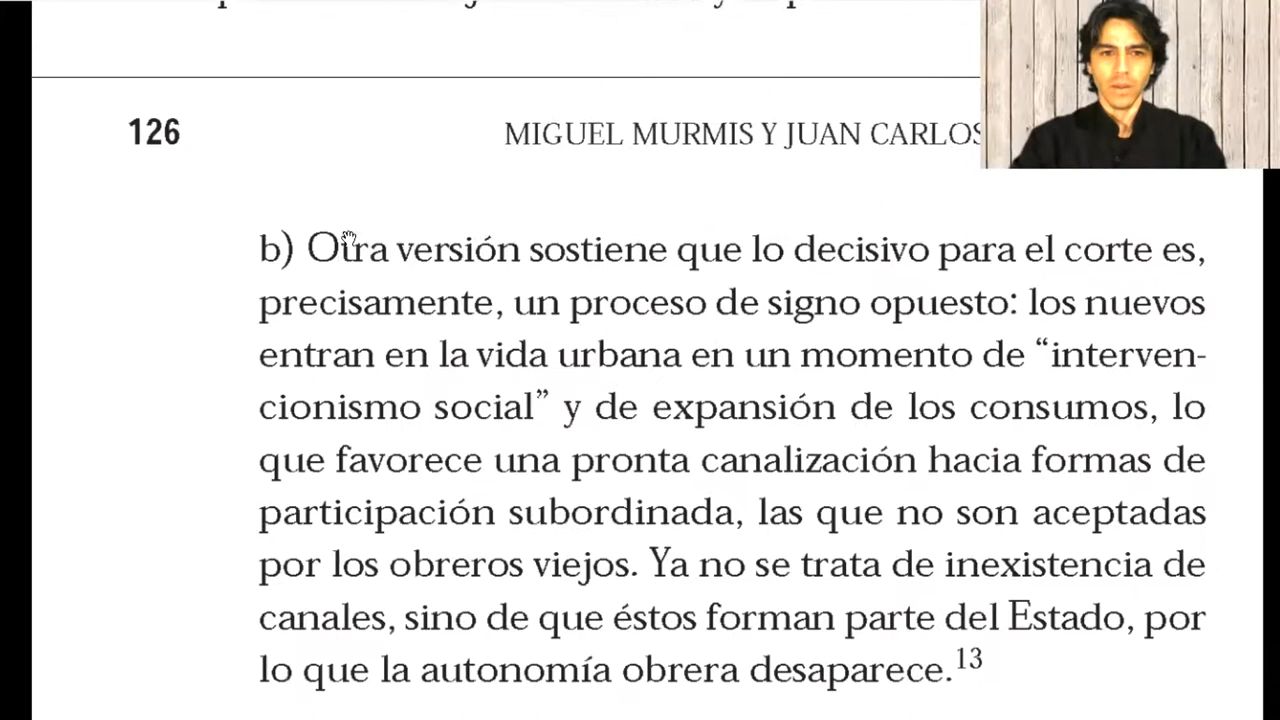 126
MIGUEL MURMIS Y JUAN CARLOS
b) Otra versión sostiene que lo decisivo para el corte es,
precisamente, un proceso de signo opuesto: los nuevos
entran en la vida urbana en un momento de “interven-
cionismo social” y de expansión de los consumos, lo
que favorece una pronta canalización hacia formas de
participación subordinada, las que no son aceptadas
por los obreros viejos. Ya no se trata de inexistencia de
canales, sino de que éstos forman parte del Estado, por
lo que la autonomía obrera desaparece.13